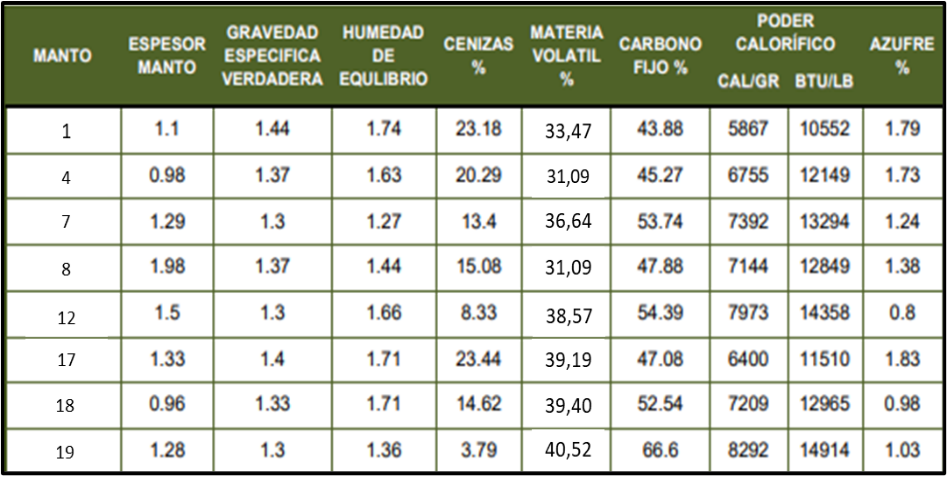 MANTO ESPESOR MANTO GRAVEDAD ESPECIFICA VERDADERA HUMEDAD DE EQULIBRIO CENIZAS % MATERIA VOLATIL % CARBONO FIJO % PODER CALORÍFICO CAL/GR BTU/LB AZUFRE %
1 1.1 1.44 1.74 23.18 33,47 43.88 5867 10552 1.79
4 0.98 1.37 1.63 20.29 31,09 45.27 6755 12149 1.73
7 1.29 1.3 1.27 13.4 36,64 53.74 7392 13294 1.24
8 1.98 1.37 1.44 15.08 31,09 47.88 7144 12849 1.38
12 1.5 1.3 1.66 8.33 38,57 54.39 7973 14358 0.8
17 1.33 1.4 1.71 23.44 39,19 47.08 6400 11510 1.83
18 0.96 1.33 1.71 14.62 39,40 52.54 7209 12965 0.98
19 1.28 1.3 1.36 3.79 40,52 66.6 8292 14914 1.03